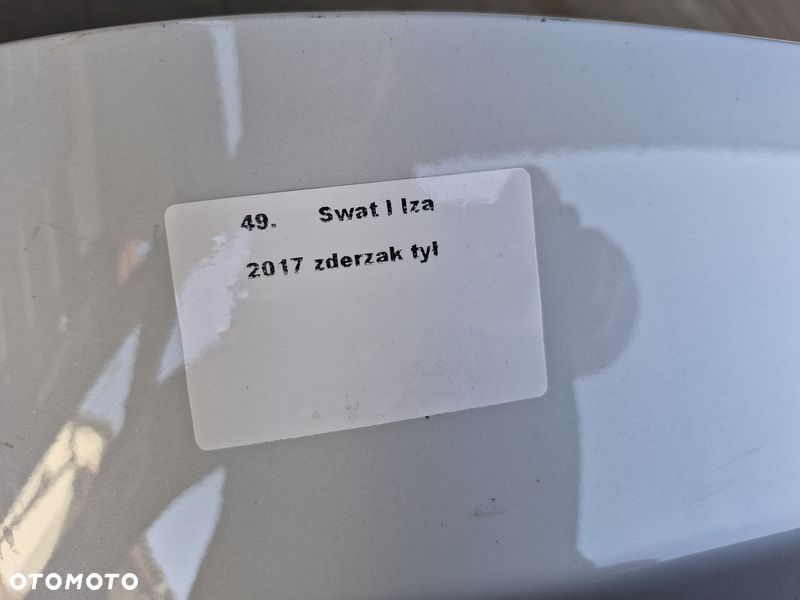 49. Swat I Iza
2017 zderzak tył
OTOMOTO